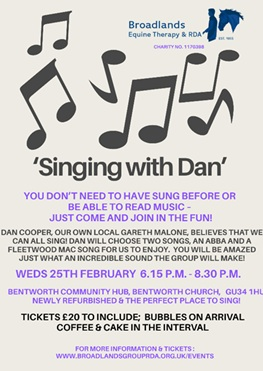 Broadlands
Equine Therapy & RDA
EST. 1983
CHARITY NO. 1170288
'Singing with Dan'
YOU DON'T NEED TO HAVE SUNG BEFORE OR
BE ABLE TO READ MUSIC -
JUST COME AND JOIN IN THE FUN!
DAN COOPER, OUR OWN LOCAL GARETH MALONE, BELIEVES THAT WE
CAN ALL SING! DAN WILL CHOOSE TWO SONGS, AN ABBA AND A
FLEETWOOD MAC SONG FOR US TO ENJOY. YOU WILL BE AMAZED
JUST WHAT AN INCREDIBLE SOUND THE GROUP WILL MAKE!
WEDS 25TH FEBRUARY 6.15 P.M. - 8.30 P.M.
BENTWORTH COMMUNITY HUB, BENTWORTH CHURCH, GU34 1HL
NEWLY REFURBISHED & THE PERFECT PLACE TO SING!
TICKETS £20 TO INCLUDE; BUBBLES ON ARRIVAL
COFFEE & CAKE IN THE INTERVAL
FOR MORE INFORMATION & TICKETS :
WWW.BROADLANDSGROUPRDA.ORG.UK/EVENTS